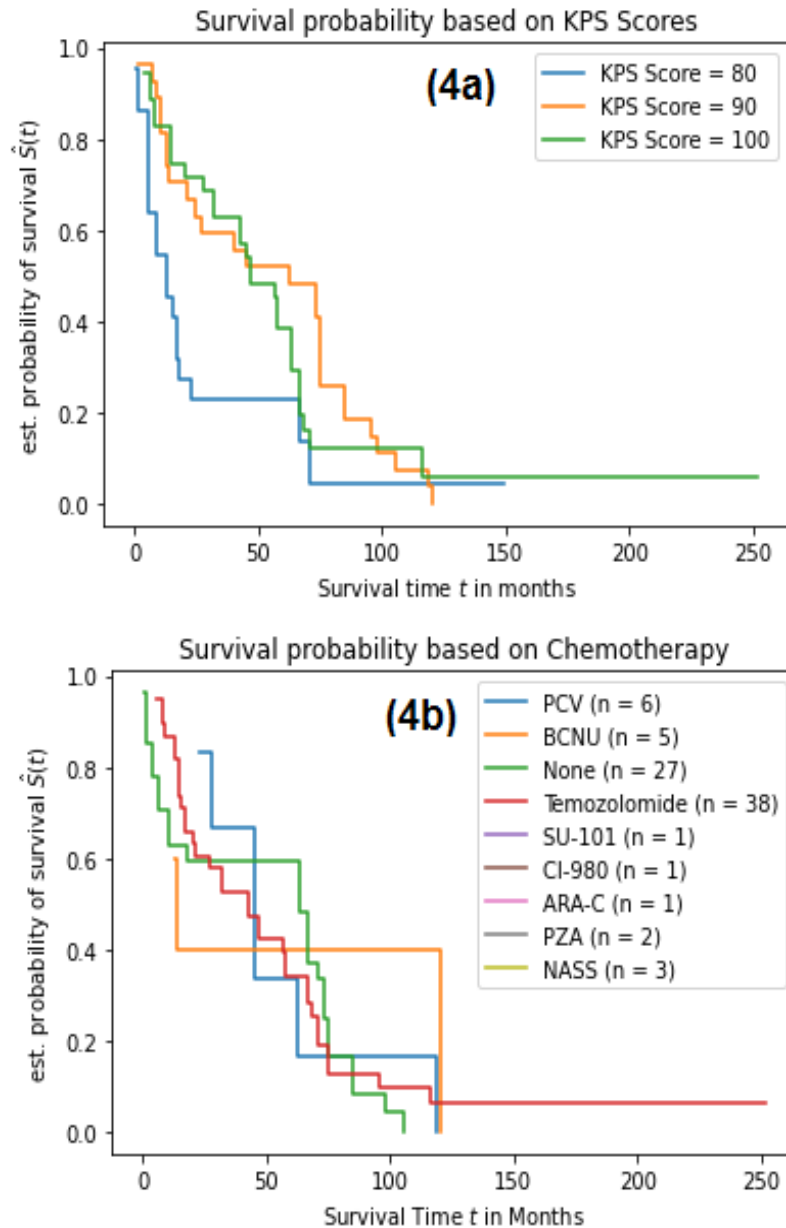 Survival probability based on KPS Scores
(4a)
KPS Score = 80
KPS Score = 90
KPS Score = 100
est. probability of survival Ŝ(t)
1.0
0.8
0.6
0.4
0.2
0.0
0 50 100 150 200 250
Survival time t in months
Survival probability based on Chemotherapy
(4b)
PCV (n = 6)
BCNU (n = 5)
None (n = 27)
Temozolomide (n = 38)
SU-101 (n = 1)
CI-980 (n = 1)
ARA-C (n = 1)
PZA (n = 2)
NASS (n = 3)
est. probability of survival Ŝ(t)
1.0
0.8
0.6
0.4
0.2
0.0
0 50 100 150 200 250
Survival Time t in Months